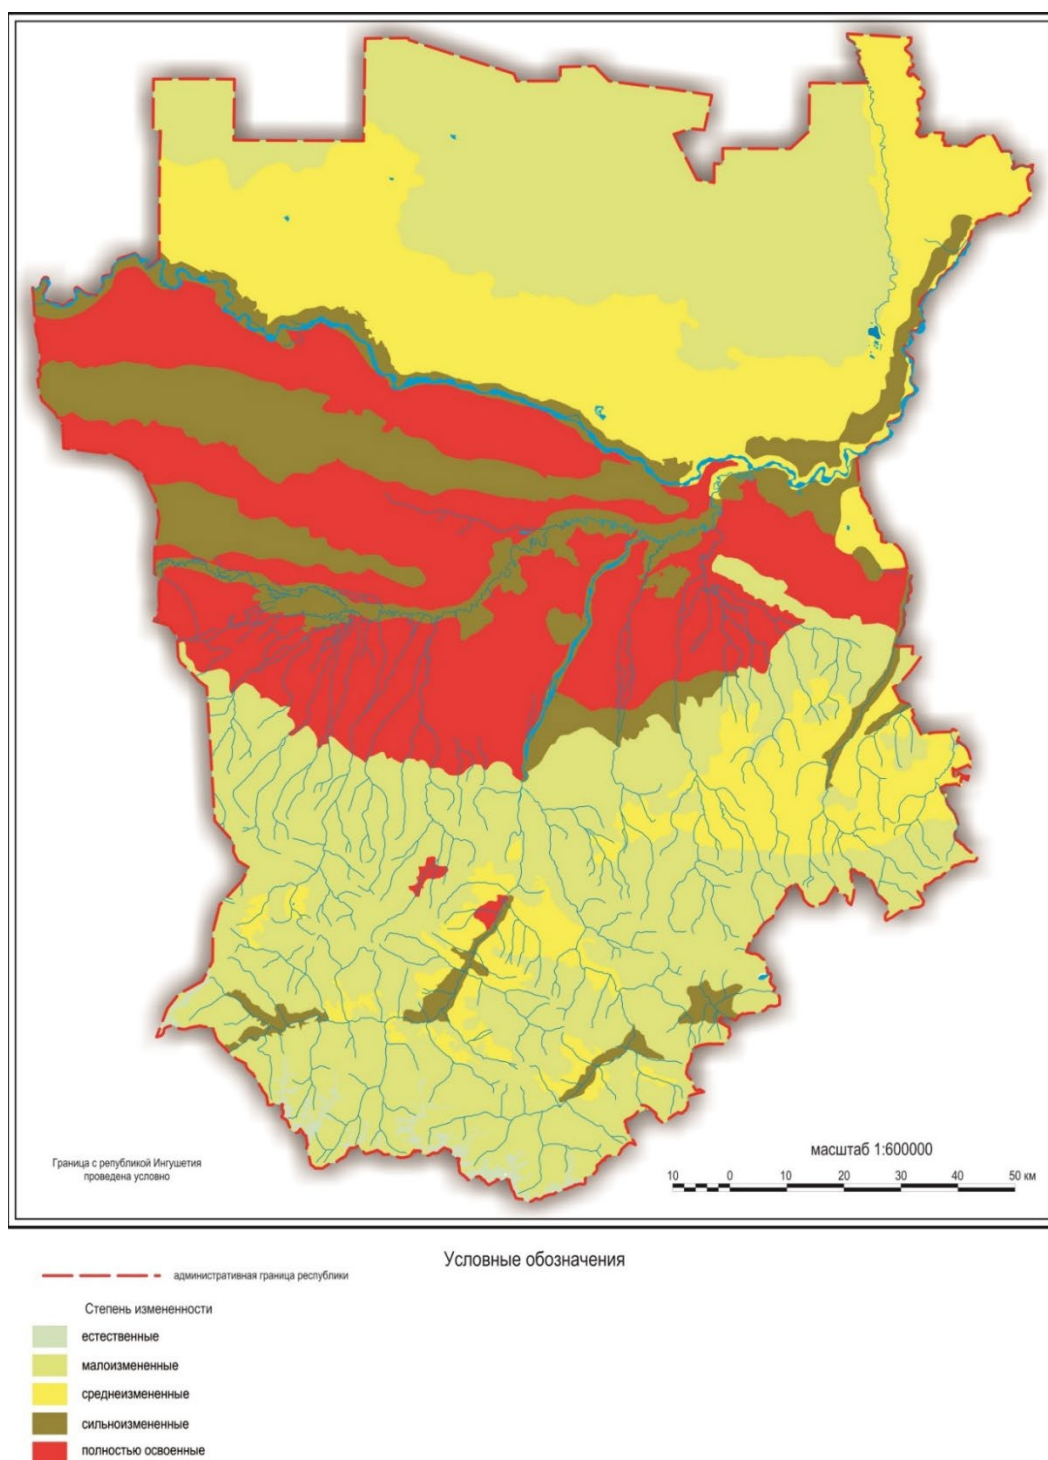 масштаб 1:600000
Граница с републикой Ингушетия
проведена условно
10 0 10 20 30 40 50 км
Условные обозначения
административная граница республики
Степень измененности
естественные
малоизмененные
среднеизмененные
сильноизмененные
полностью освоенные